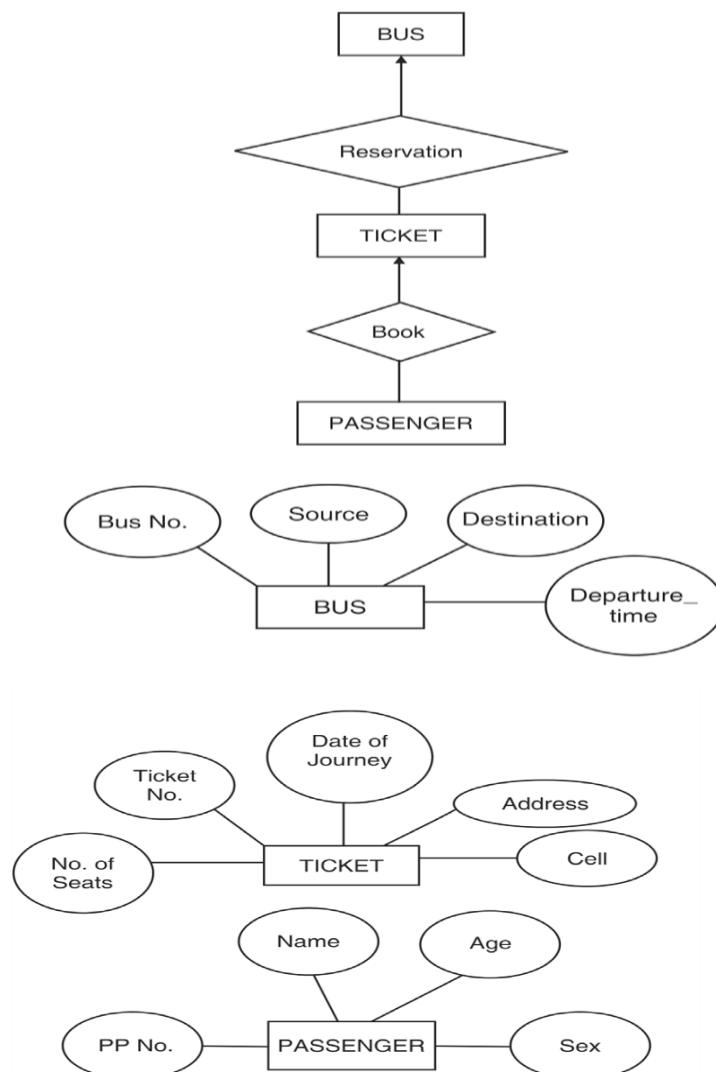 BUS
Reservation
TICKET
Book
PASSENGER
Bus No.
Source
Destination
BUS
Departure_
time
Date of
Journey
Ticket
No.
Address
No. of
Seats
TICKET
Cell
Name
Age
PP No.
PASSENGER
Sex